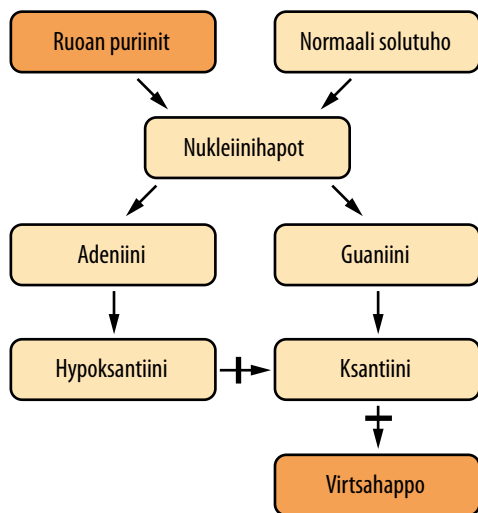 Ruoan puriinit
Normaali solutuho
Nukleiinihapot
Adeniini
Guaniini
Hypoksantiini
Ksantiini
Virtsahappo